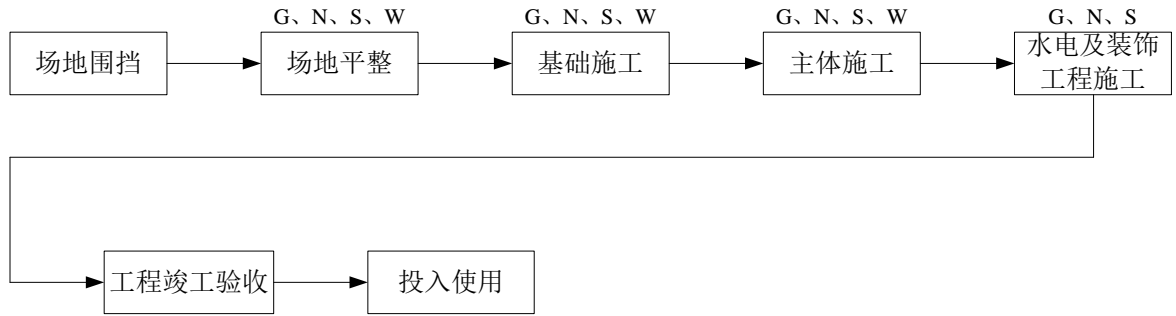 G、N、S、W
G、N、S、W
G、N、S、W
G、N、S
场地围挡
场地平整
基础施工
主体施工
水电及装饰
工程施工
工程竣工验收
投入使用